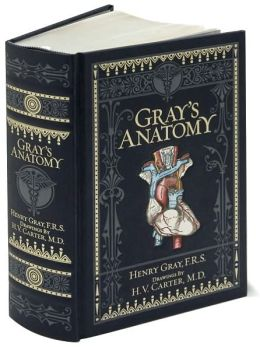 GRAY'S
ANATOMY
HENRY GRAY, F.R.S.
DRAWINGS BY
H.V. CARTER, M.D.
GRAY'S
ANATOMY
HENRY GRAY, F.R.S.
DRAWINGS BY
H.V. CARTER, M.D.